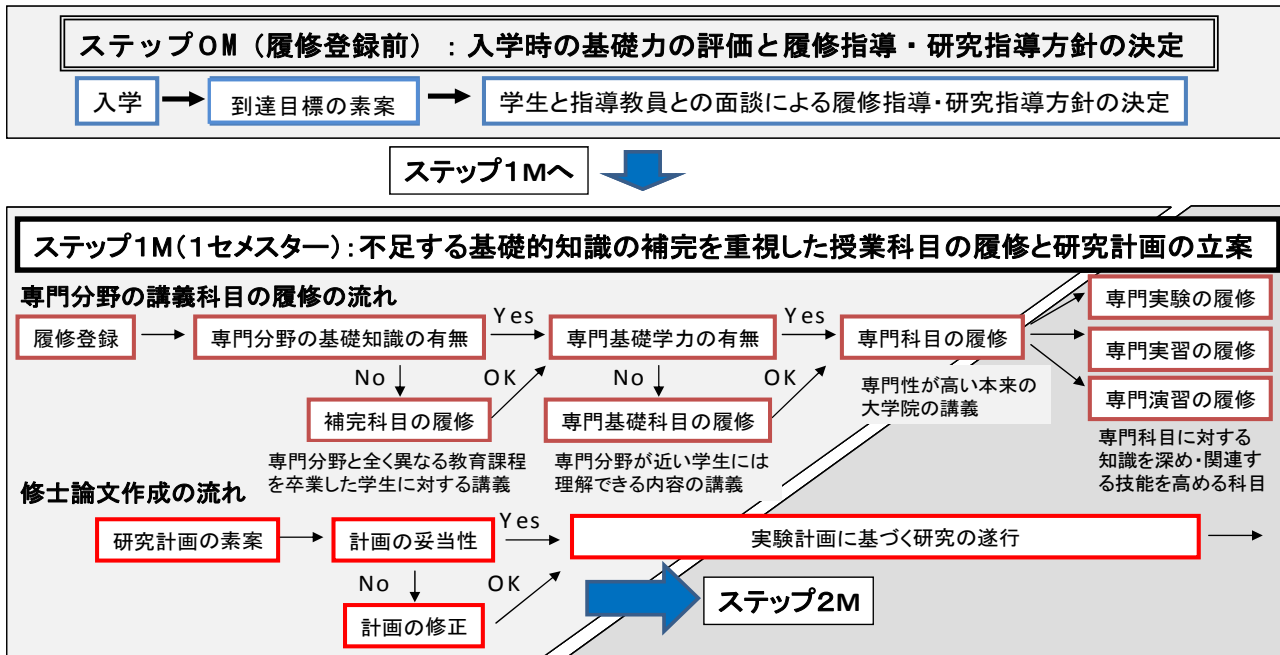 ステップ0M（履修登録前）：入学時の基礎力の評価と履修指導・研究指導方針の決定
入学
到達目標の素案
学生と指導教員との面談による履修指導・研究指導方針の決定
ステップ1Mへ
ステップ1M（1セメスター）：不足する基礎的知識の補完を重視した授業科目の履修と研究計画の立案
専門分野の講義科目の履修の流れ
履修登録
専門分野の基礎知識の有無
Yes
専門基礎学力の有無
Yes
専門科目の履修
専門実験の履修
専門実習の履修
専門演習の履修
No
OK
No
OK
補完科目の履修
専門基礎科目の履修
専門性が高い本来の
大学院の講義
専門分野と全く異なる教育課程
を卒業した学生に対する講義
専門分野が近い学生には
理解できる内容の講義
専門科目に対する
知識を深め・関連す
る技能を高める科目
修士論文作成の流れ
研究計画の素案
計画の妥当性
Yes
実験計画に基づく研究の遂行
No
OK
計画の修正
ステップ2M